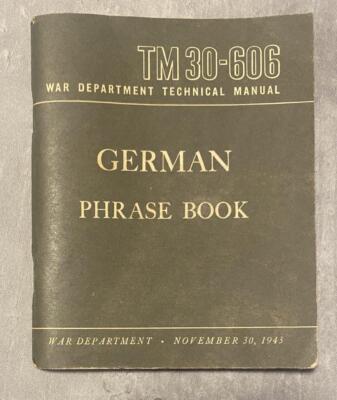 TM 30-606
WAR DEPARTMENT TECHNICAL MANUAL
GERMAN
PHRASE BOOK
WAR DEPARTMENT • NOVEMBER 30, 1943